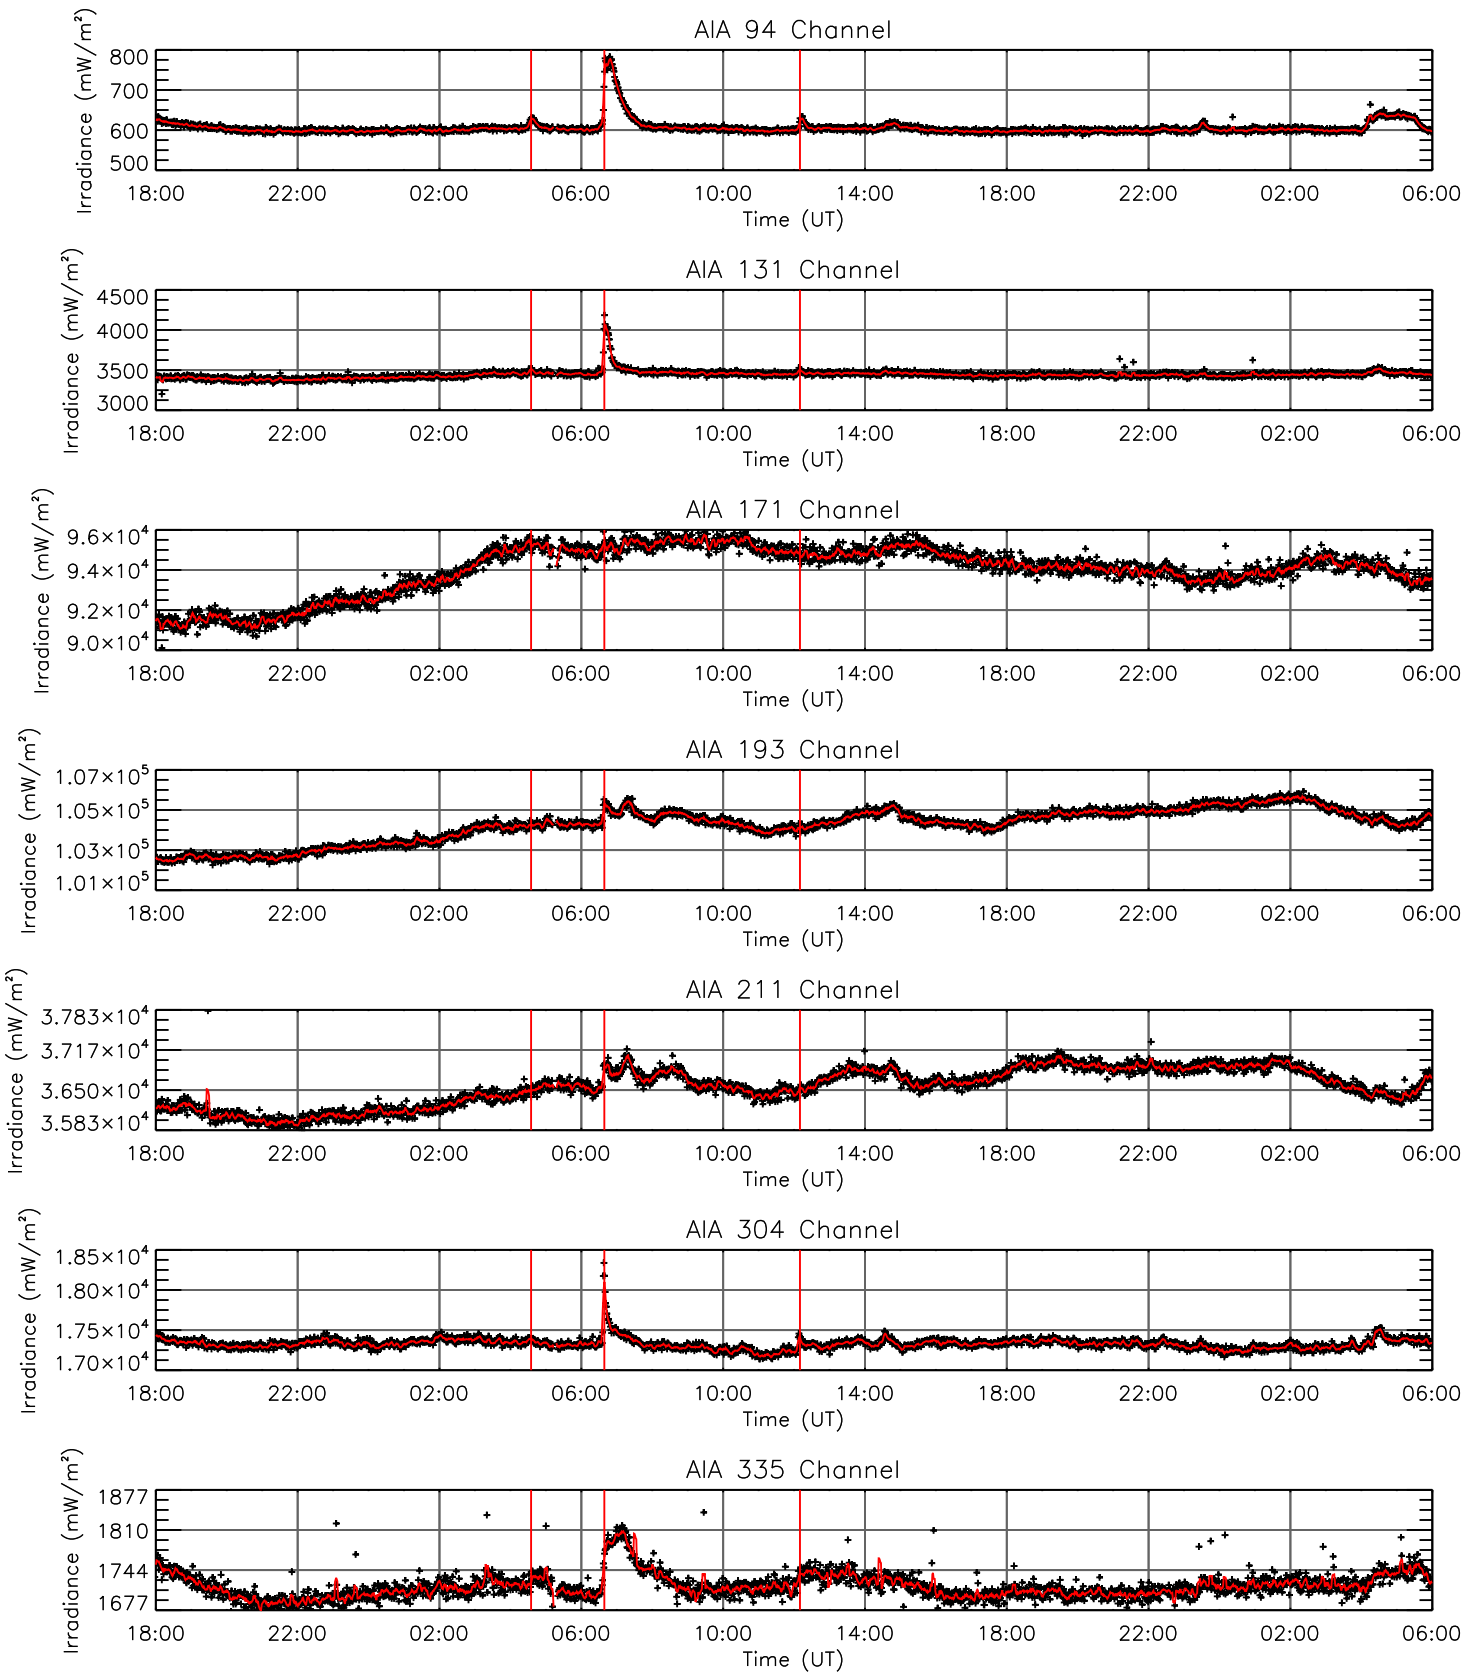 AIA 94 Channel
Irradiance (mW/m²)
800
700
600
500
18:00 22:00 02:00 06:00 10:00 14:00 18:00 22:00 02:00 06:00
Time (UT)
AIA 131 Channel
Irradiance (mW/m²)
4500
4000
3500
3000
18:00 22:00 02:00 06:00 10:00 14:00 18:00 22:00 02:00 06:00
Time (UT)
AIA 171 Channel
Irradiance (mW/m²)
9.6×10⁴
9.4×10⁴
9.2×10⁴
9.0×10⁴
18:00 22:00 02:00 06:00 10:00 14:00 18:00 22:00 02:00 06:00
Time (UT)
AIA 193 Channel
Irradiance (mW/m²)
1.07×10⁵
1.05×10⁵
1.03×10⁵
1.01×10⁵
18:00 22:00 02:00 06:00 10:00 14:00 18:00 22:00 02:00 06:00
Time (UT)
AIA 211 Channel
Irradiance (mW/m²)
3.783×10⁴
3.717×10⁴
3.650×10⁴
3.583×10⁴
18:00 22:00 02:00 06:00 10:00 14:00 18:00 22:00 02:00 06:00
Time (UT)
AIA 304 Channel
Irradiance (mW/m²)
1.85×10⁴
1.80×10⁴
1.75×10⁴
1.70×10⁴
18:00 22:00 02:00 06:00 10:00 14:00 18:00 22:00 02:00 06:00
Time (UT)
AIA 335 Channel
Irradiance (mW/m²)
1877
1810
1744
1677
18:00 22:00 02:00 06:00 10:00 14:00 18:00 22:00 02:00 06:00
Time (UT)